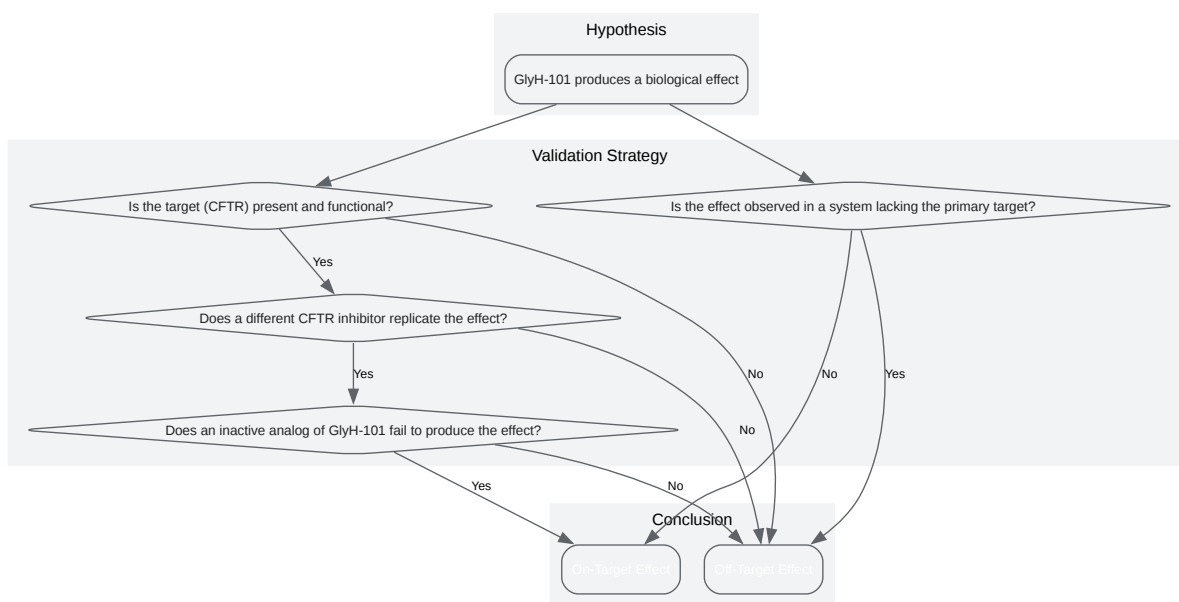 Hypothesis
GlyH-101 produces a biological effect
Validation Strategy
Is the target (CFTR) present and functional?
Is the effect observed in a system lacking the primary target?
Yes
Does a different CFTR inhibitor replicate the effect?
Yes
No
No
Yes
Does an inactive analog of GlyH-101 fail to produce the effect?
No
Yes
No
Conclusion
On-Target Effect
Off-Target Effect